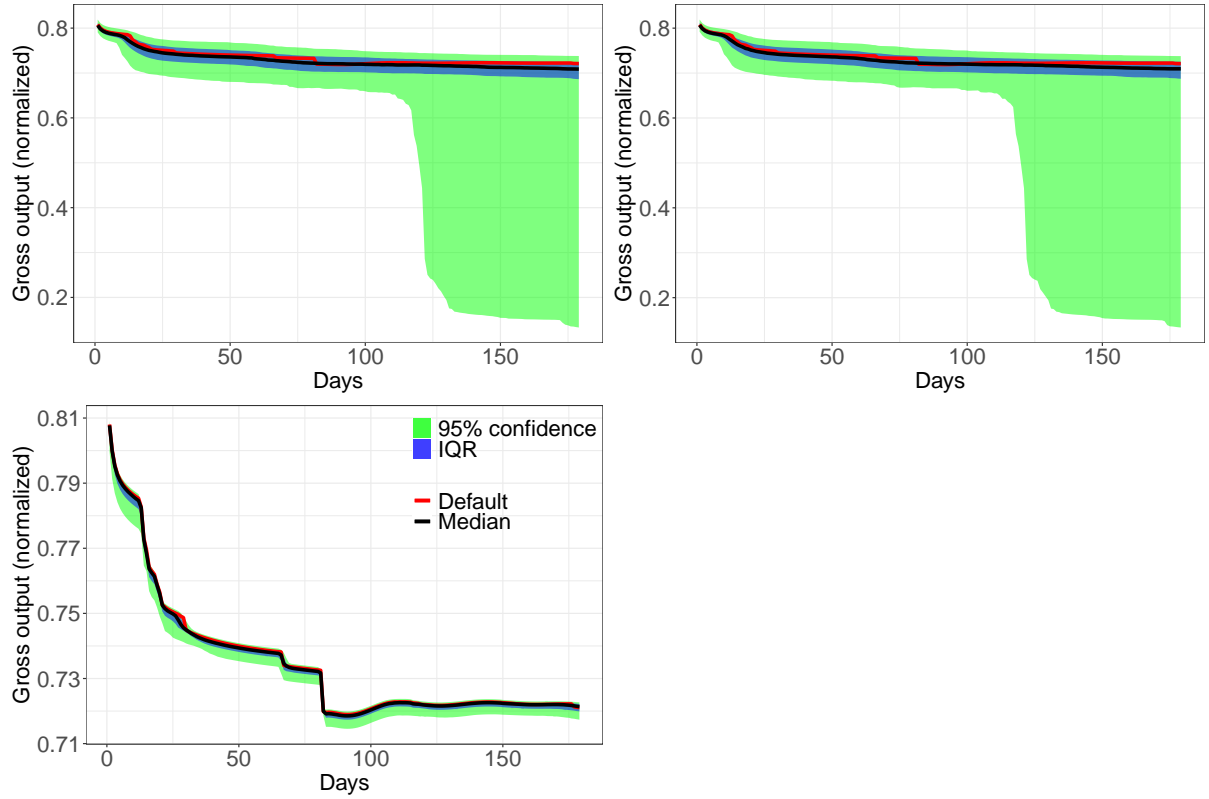 Gross output (normalized)
0.8
0.6
0.4
0.2
0 50 100 150
Days
Gross output (normalized)
0.8
0.6
0.4
0.2
0 50 100 150
Days
Gross output (normalized)
0.81
0.79
0.77
0.75
0.73
0.71
0 50 100 150
Days
95% confidence
IQR
Default
Median